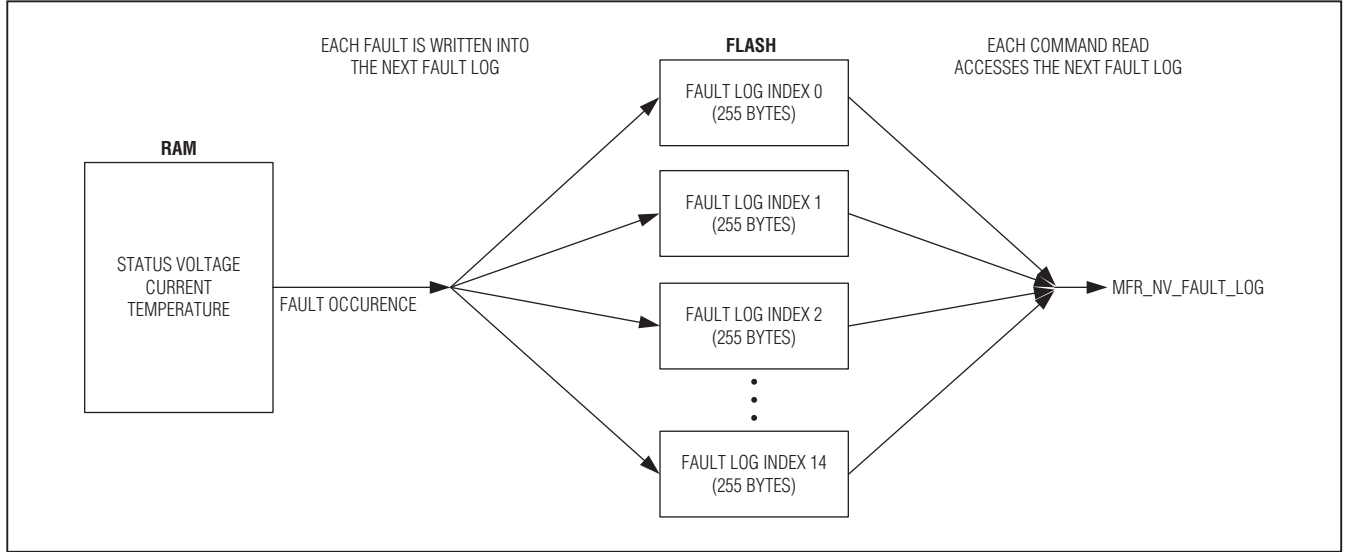 EACH FAULT IS WRITTEN INTO
THE NEXT FAULT LOG
FLASH
EACH COMMAND READ
ACCESSES THE NEXT FAULT LOG
FAULT LOG INDEX 0
(255 BYTES)
RAM
FAULT LOG INDEX 1
(255 BYTES)
STATUS VOLTAGE
CURRENT
TEMPERATURE
FAULT OCCURENCE
FAULT LOG INDEX 2
(255 BYTES)
MFR_NV_FAULT_LOG
FAULT LOG INDEX 14
(255 BYTES)